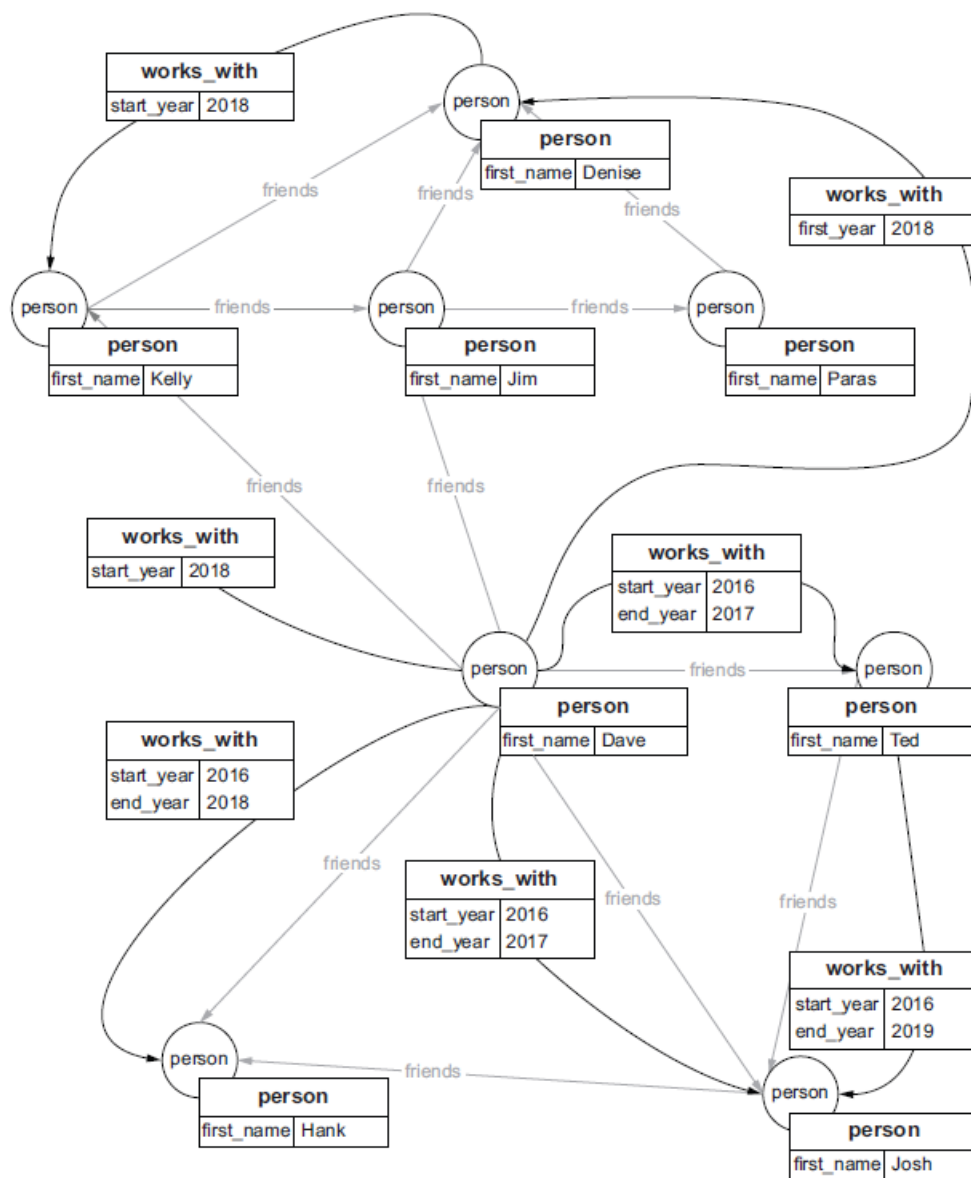 works_with
start_year 2018
person
person
first_name Denise
friends
friends
friends
works_with
first_year 2018
person
friends
person
friends
person
person
first_name Kelly
person
first_name Jim
person
first_name Paras
friends
friends
works_with
start_year 2018
works_with
start_year 2016
end_year 2017
person
friends
person
person
first_name Dave
person
first_name Ted
works_with
start_year 2016
end_year 2018
friends
works_with
start_year 2016
end_year 2017
friends
friends
works_with
start_year 2016
end_year 2019
person
friends
person
person
first_name Hank
person
first_name Josh